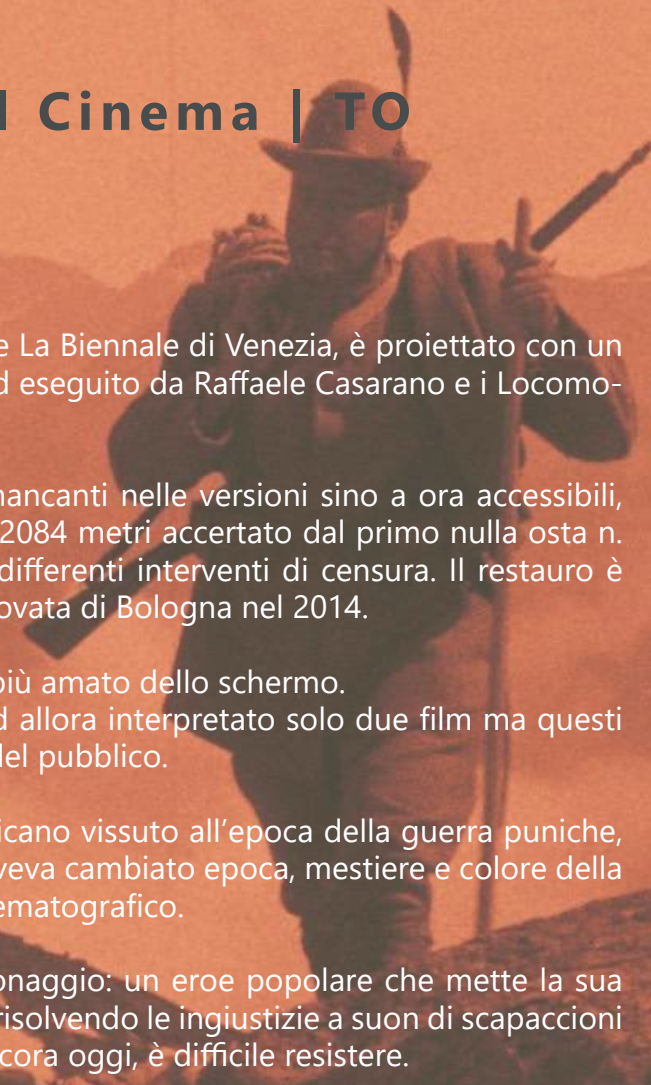 l Cinema | TO
e La Biennale di Venezia, è proiettato con un
d eseguito da Raffaele Casarano e i Locomo-
nancanti nelle versioni sino a ora accessibili,
2084 metri accertato dal primo nulla osta n.
differenti interventi di censura. Il restauro è
ovata di Bologna nel 2014.
più amato dello schermo.
d allora interpretato solo due film ma questi
del pubblico.
icano vissuto all'epoca della guerra puniche,
veva cambiato epoca, mestiere e colore della
ematografico.
onaggio: un eroe popolare che mette la sua
risolvendo le ingiustizie a suon di scapaccioni
cora oggi, è difficile resistere.